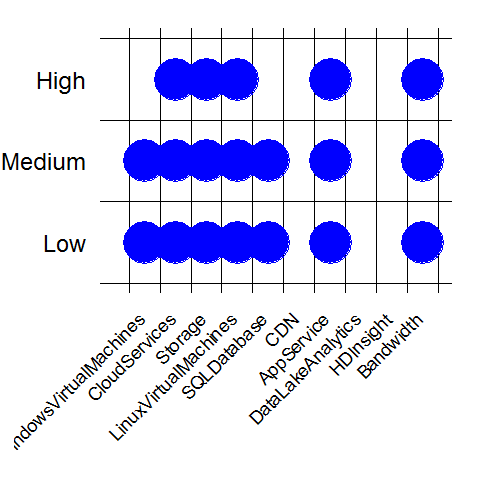 High
Medium
Low
ndowsVirtualMachines
CloudServices
Storage
LinuxVirtualMachines
SQLDatabase
CDN
AppService
DataLakeAnalytics
HDInsight
Bandwidth